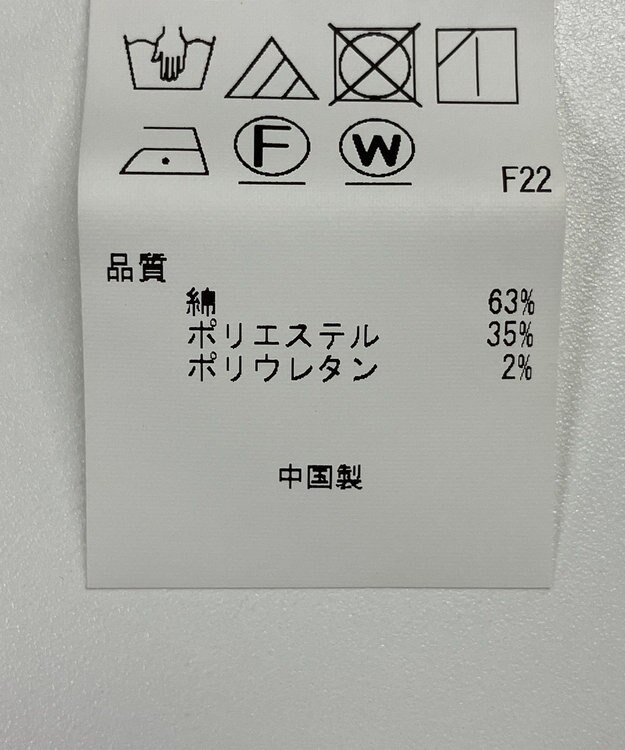 F W
F22
品質
綿 63%
ポリエステル 35%
ポリウレタン 2%
中国製